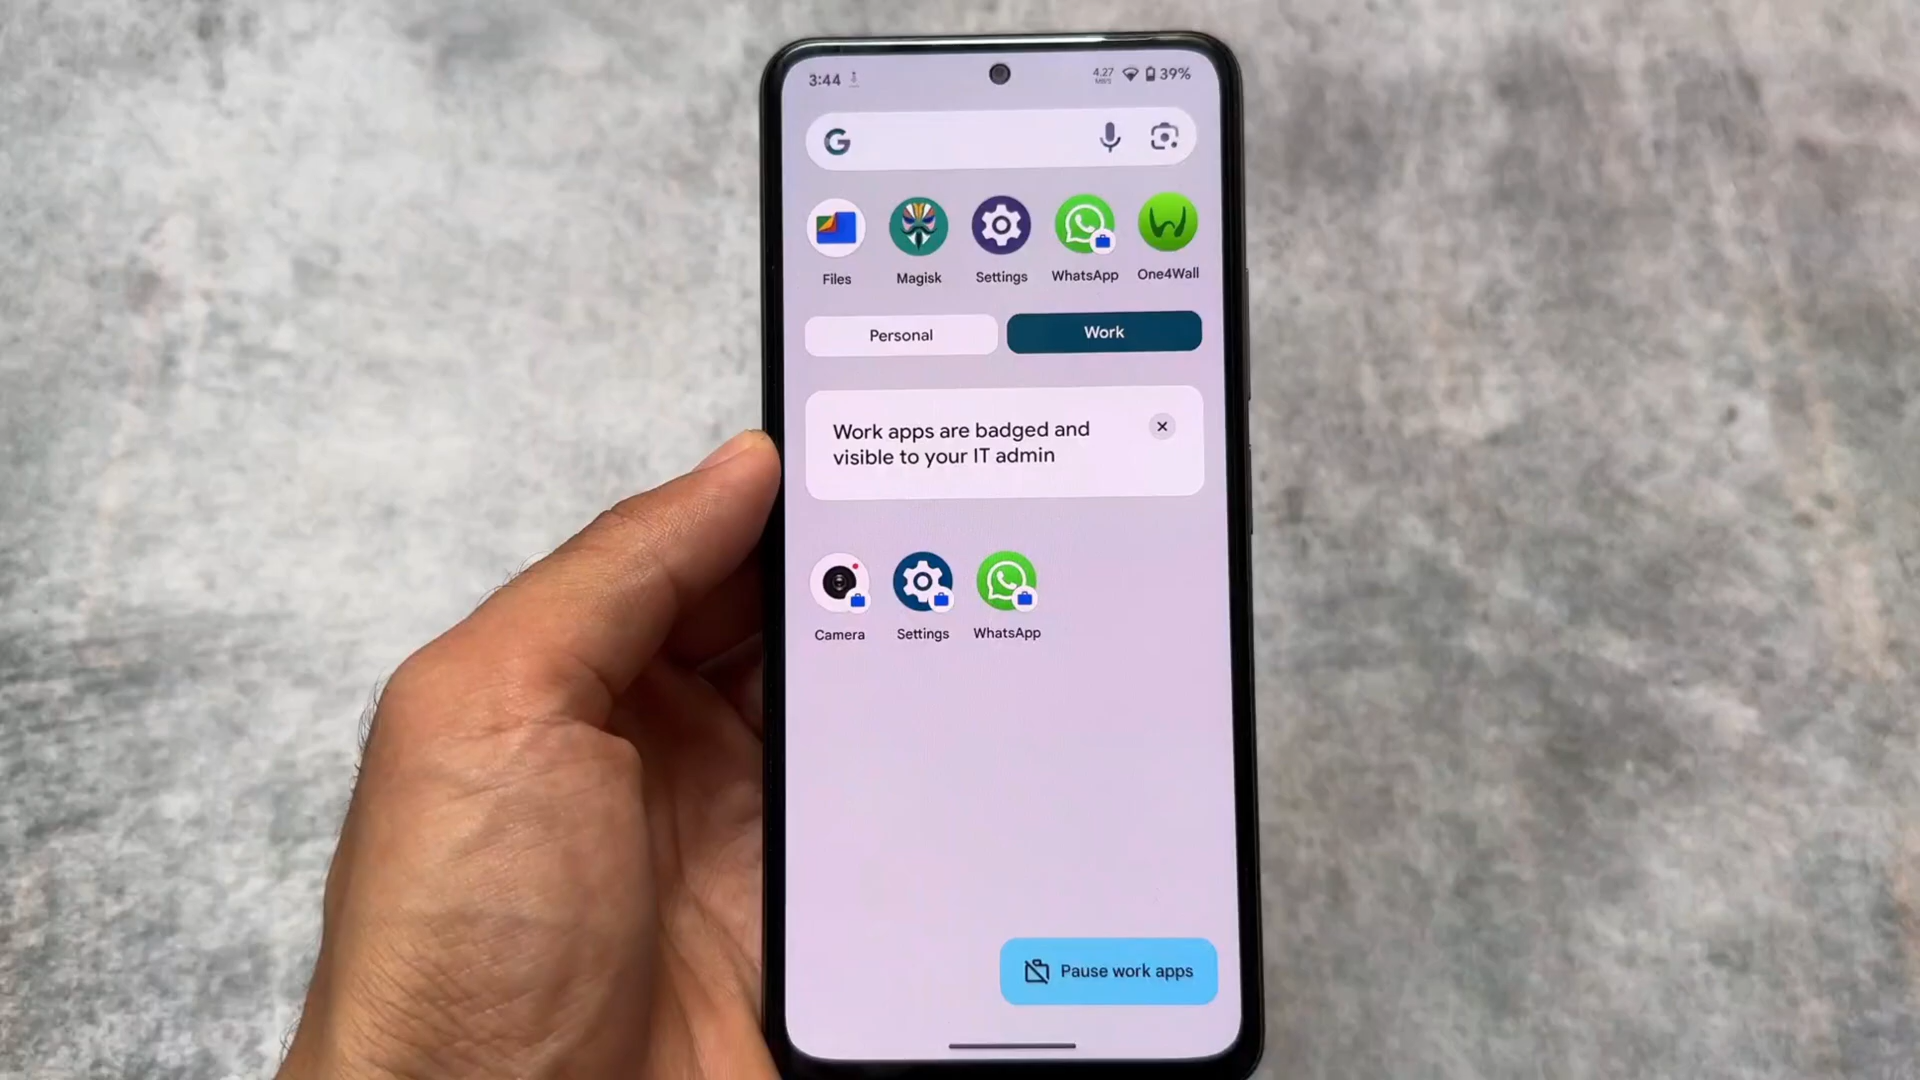 3:44
4.27
39%
G
Files
Magisk
Settings
WhatsApp
One4Wall
Personal
Work
Work apps are badged and
visible to your IT admin
Camera
Settings
WhatsApp
Pause work apps